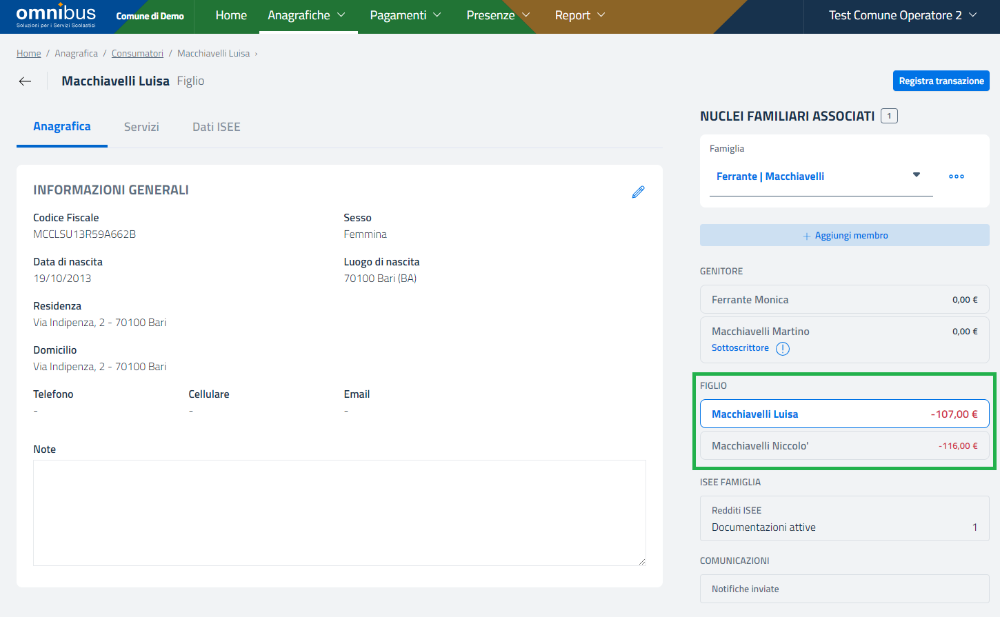 omnibus
Soluzioni per i Servizi Scolastici
Comune di Demo
Home
Anagrafiche
Pagamenti
Presenze
Report
Test Comune Operatore 2
Home / Anagrafica / Consumatori / Macchiavelli Luisa ›
Macchiavelli Luisa Figlio
Registra transazione
Anagrafica
Servizi
Dati ISEE
INFORMAZIONI GENERALI
Codice Fiscale
MCCLSU13R59A662B
Sesso
Femmina
Data di nascita
19/10/2013
Luogo di nascita
70100 Bari (BA)
Residenza
Via Indipenza, 2 - 70100 Bari
Domicilio
Via Indipenza, 2 - 70100 Bari
Telefono
-
Cellulare
-
Email
-
Note
NUCLEI FAMILIARI ASSOCIATI 1
Famiglia
Ferrante | Macchiavelli
+ Aggiungi membro
GENITORE
Ferrante Monica 0,00 €
Macchiavelli Martino 0,00 €
Sottoscrittore !
FIGLIO
Macchiavelli Luisa -107,00 €
Macchiavelli Niccolo' -116,00 €
ISEE FAMIGLIA
Redditi ISEE
Documentazioni attive 1
COMUNICAZIONI
Notifiche inviate